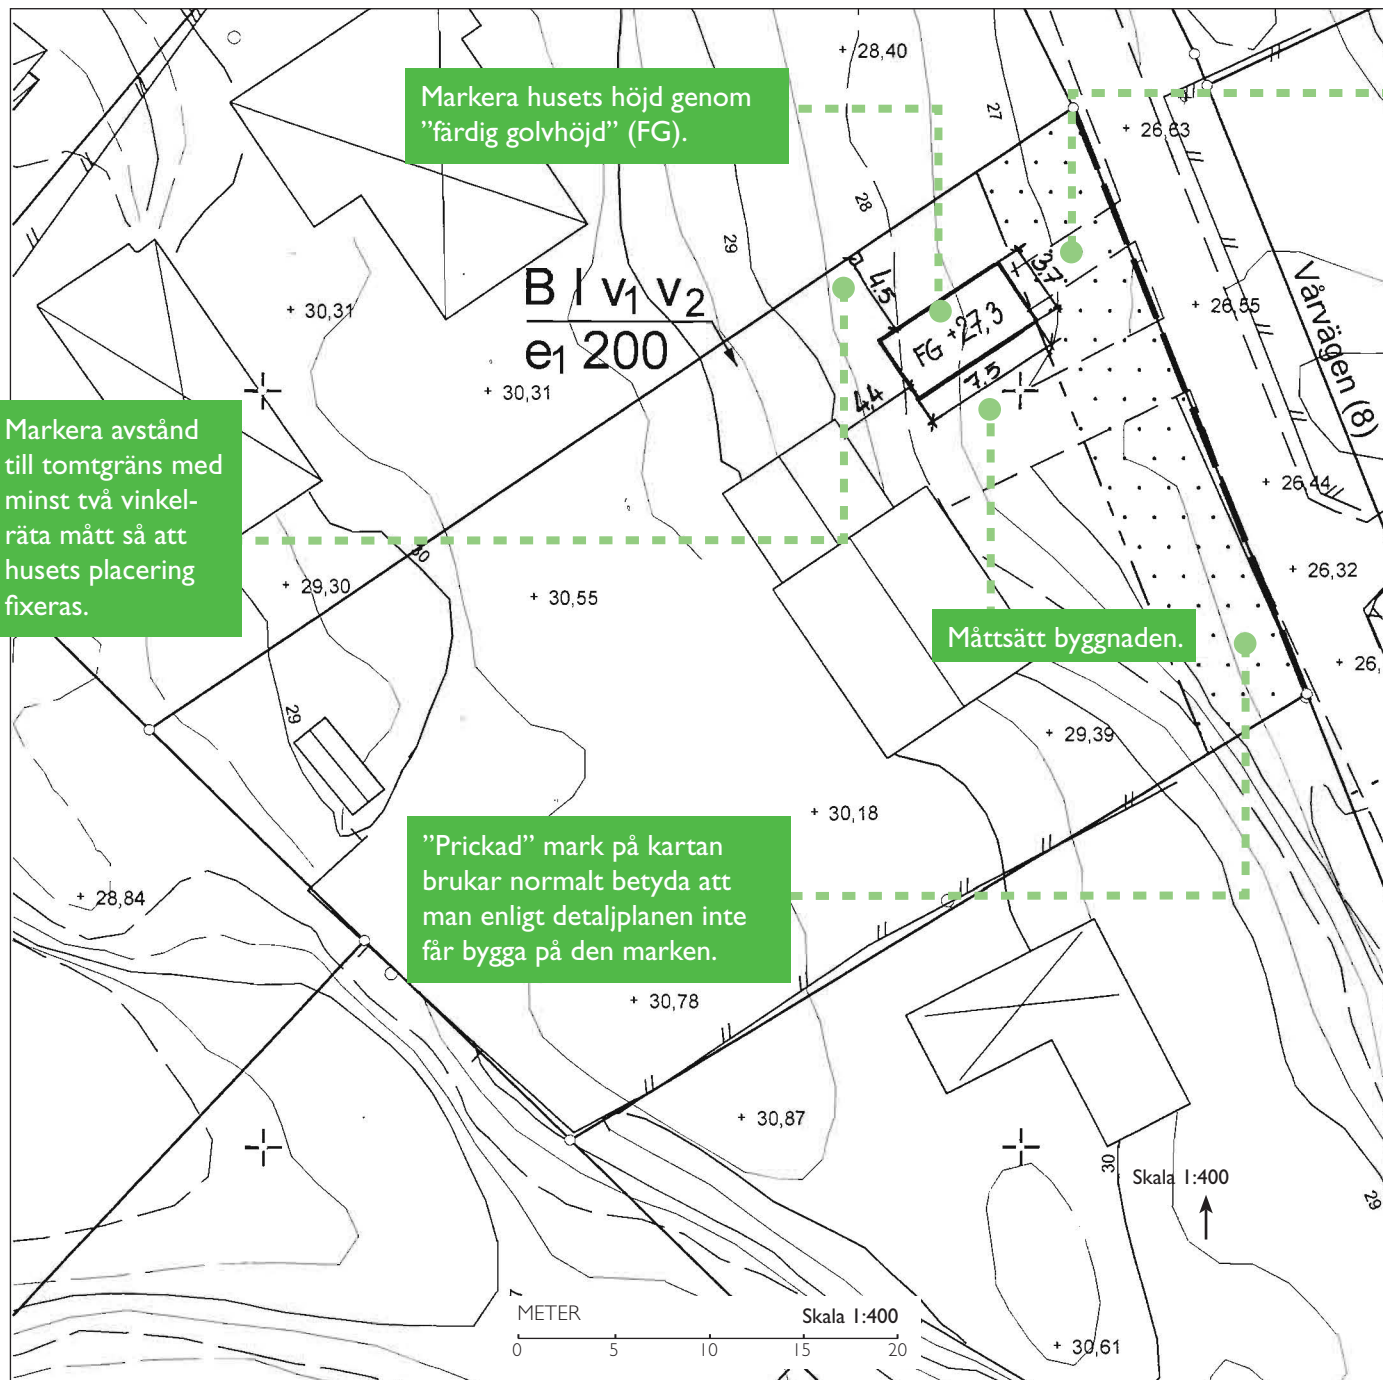 28,40
Markera husets höjd genom
”färdig golvhöjd” (FG).
27
26,63
28
29
B I v1 v2
e1 200
30,31
4.5
3.7
FG +27,3
26,55
Vårvägen (8)
30,31
7.5
4.4
Markera avstånd
till tomtgräns med
minst två vinkel-
räta mått så att
husets placering
fixeras.
26,44
30
29,30
30,55
26,32
Måttsätt byggnaden.
26,
29
29,39
30,18
”Prickad” mark på kartan
brukar normalt betyda att
man enligt detaljplanen inte
får bygga på den marken.
28,84
30,78
30,87
30
Skala 1:400
29
METER
Skala 1:400
0 5 10 15 20
30,61